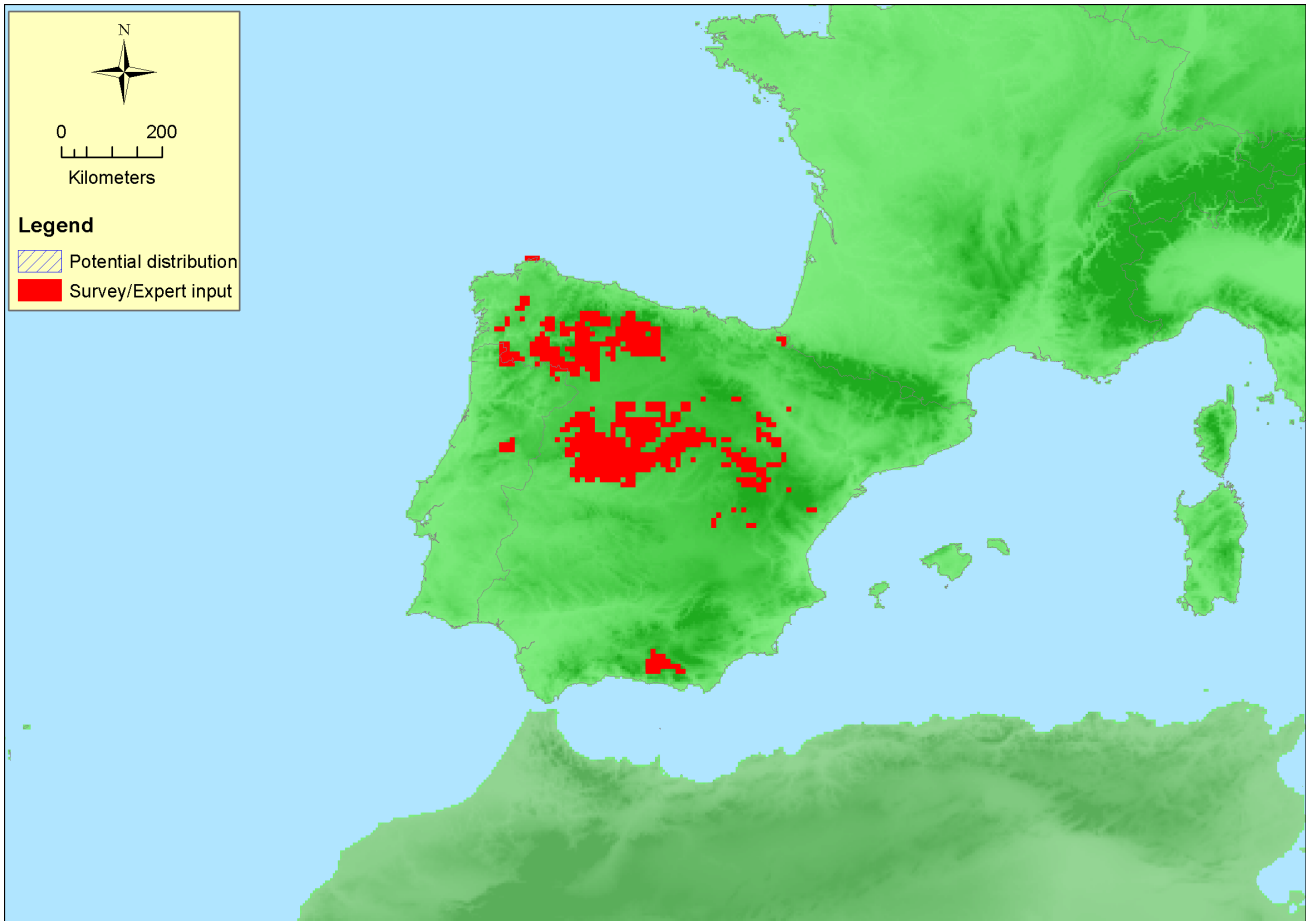 N
0 200
Kilometers
Legend
Potential distribution
Survey/Expert input